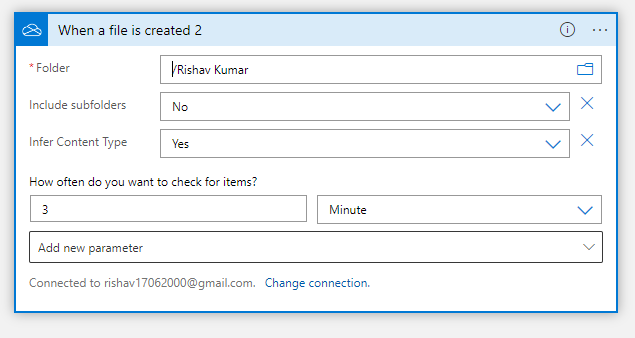 When a file is created 2
* Folder
/Rishav Kumar
Include subfolders
No
Infer Content Type
Yes
How often do you want to check for items?
3
Minute
Add new parameter
Connected to rishav17062000@gmail.com. Change connection.